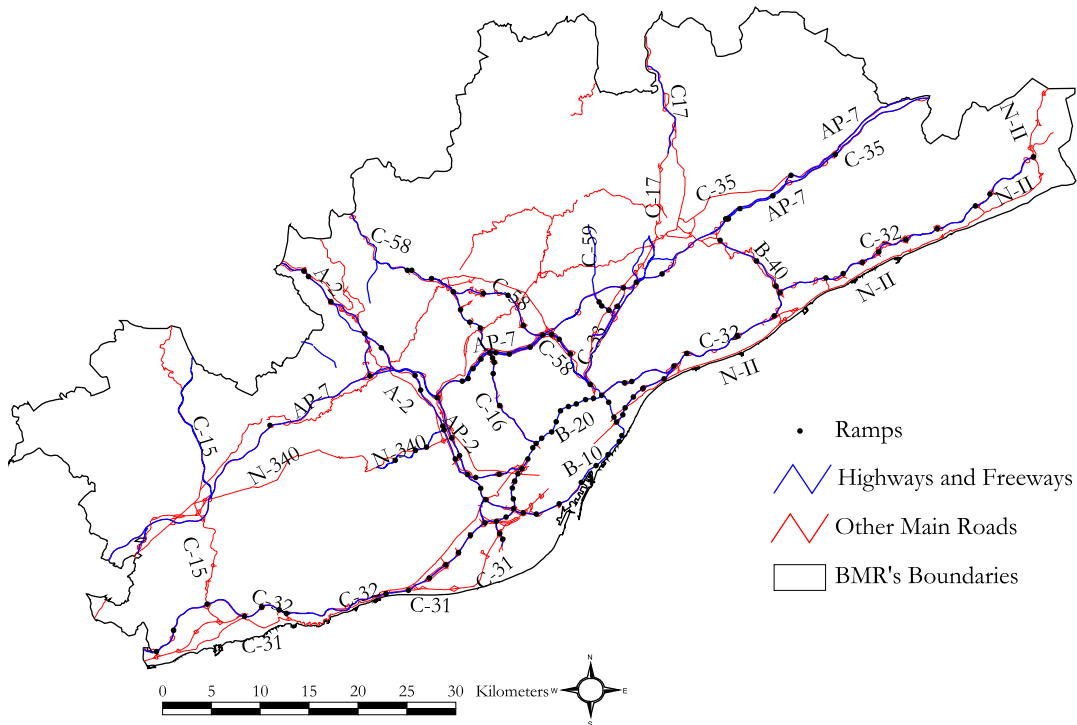 C17
N-II
AP-7
C-35
C-35
C-17
AP-7
N-II
C-58
C-59
C-32
B-40
A-2
N-II
C-58
C-33
C-32
AP-7
C-58
N-II
AP-7
A-2
C-16
B-20
C-15
AP-2
N-340
N-340
B-10
C-15
C-31
C-32
C-32
C-31
C-31
Ramps
Highways and Freeways
Other Main Roads
BMR's Boundaries
0 5 10 15 20 25 30 Kilometers
N
W E
S